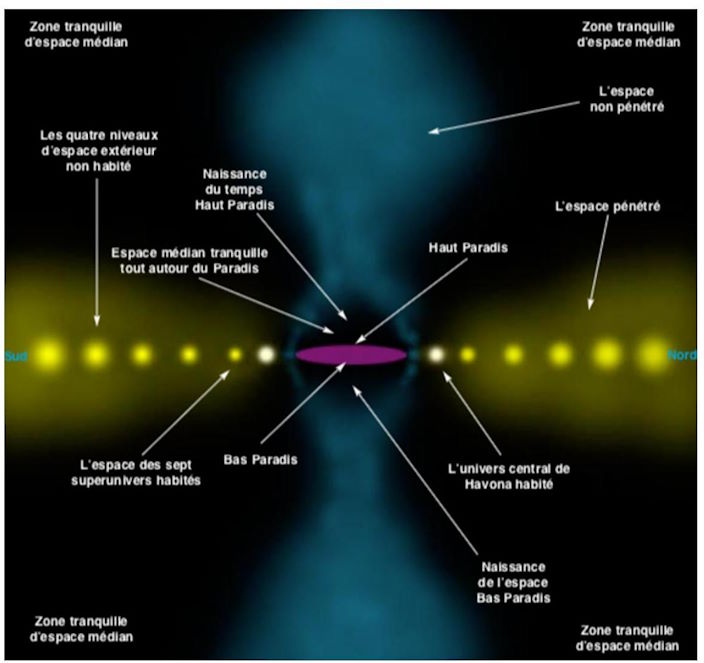 Zone tranquille
d'espace médian
Zone tranquille
d'espace médian
L'espace
non pénétré
Les quatre niveaux
d'espace extérieur
non habité
Naissance
du temps
Haut Paradis
L'espace pénétré
Espace médian tranquille
tout autour du Paradis
Haut Paradis
Sud
Nord
L'espace des sept
superunivers habités
Bas Paradis
L'univers central de
Havona habité
Naissance
de l'espace
Bas Paradis
Zone tranquille
d'espace médian
Zone tranquille
d'espace médian